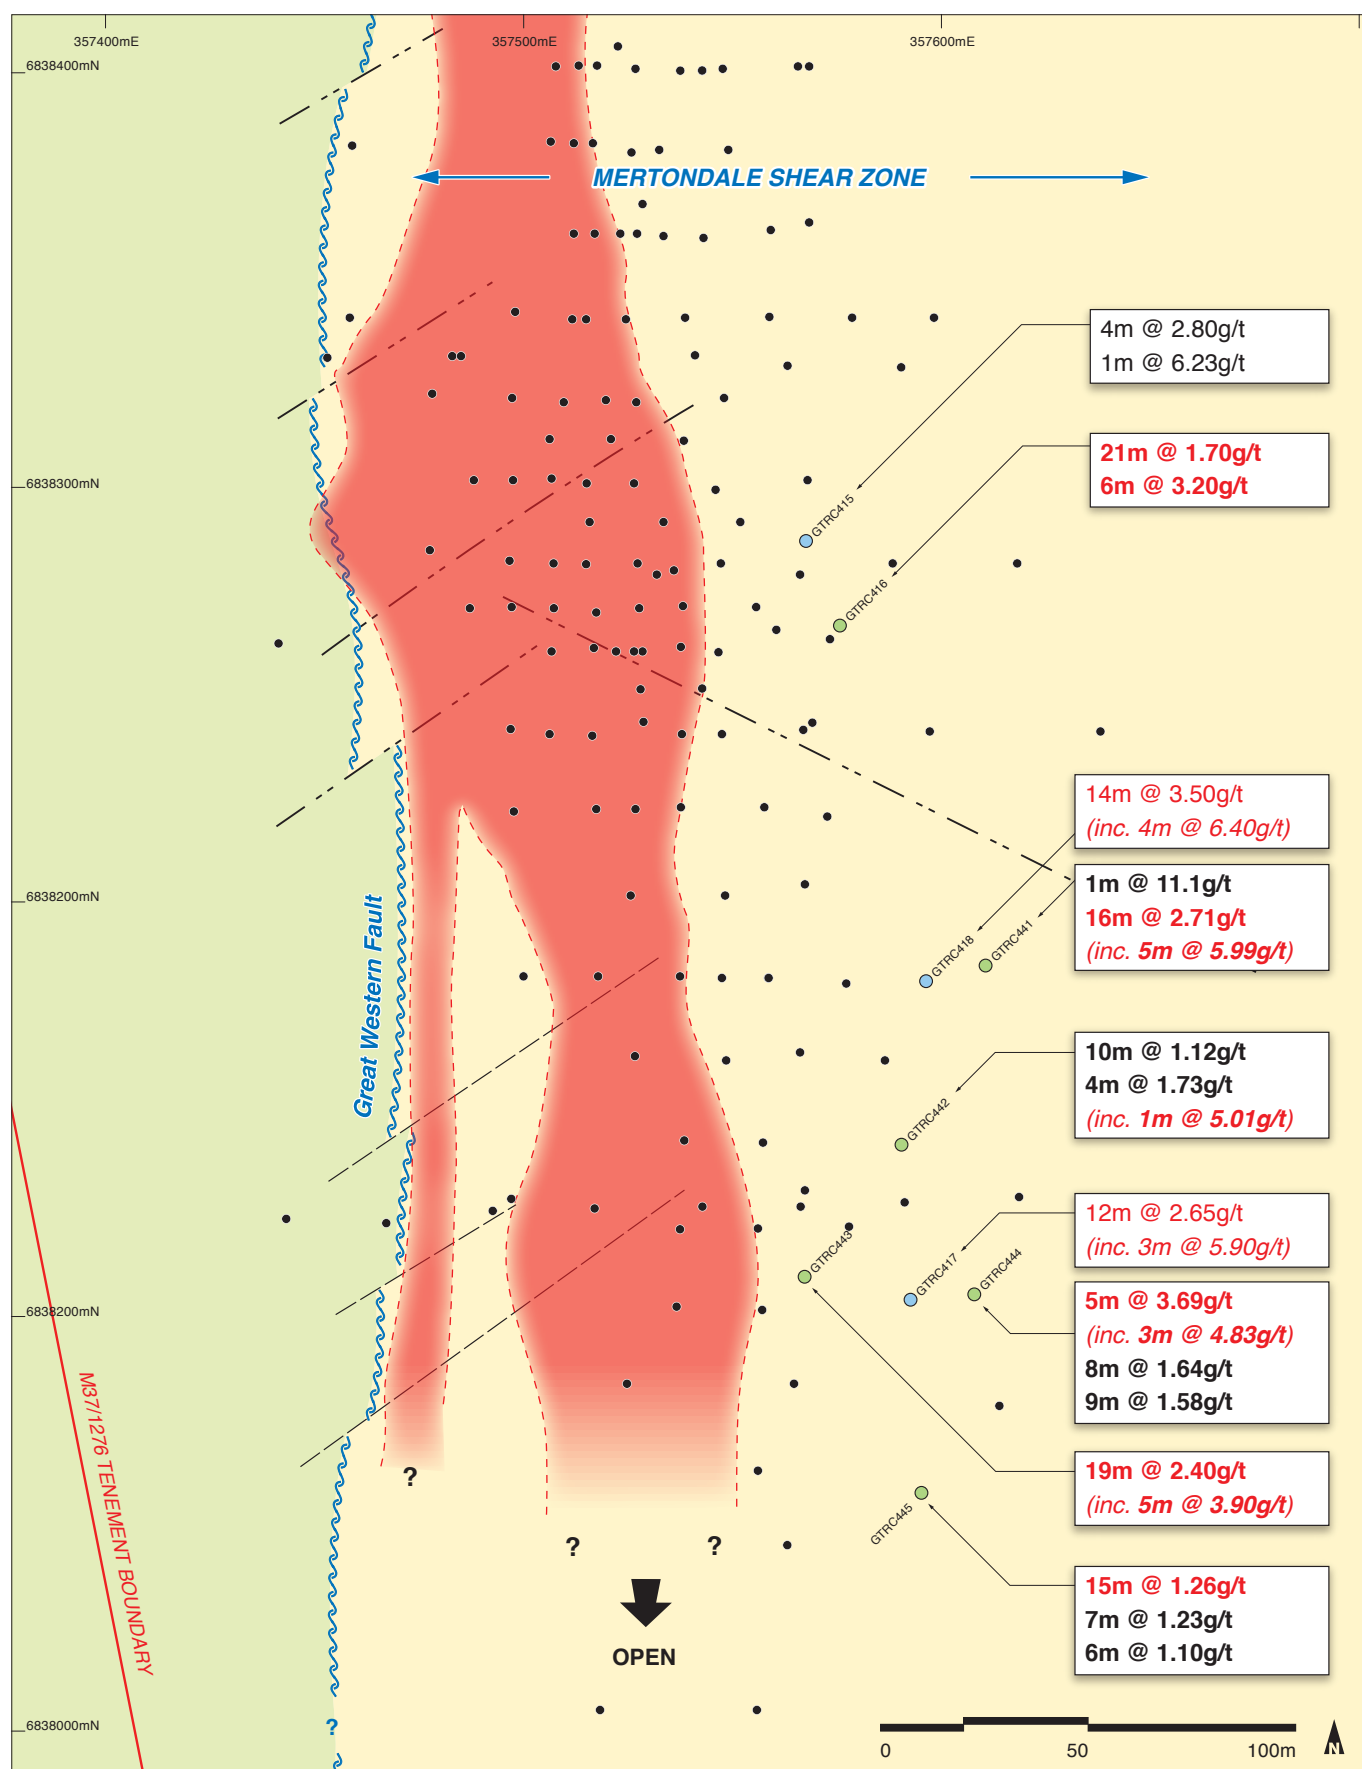 357400mE
357500mE
357600mE
6838400mN
MERTONDALE SHEAR ZONE
4m @ 2.80g/t
1m @ 6.23g/t
21m @ 1.70g/t
6m @ 3.20g/t
6838300mN
GTRC415
GTRC416
14m @ 3.50g/t
(inc. 4m @ 6.40g/t)
1m @ 11.1g/t
16m @ 2.71g/t
(inc. 5m @ 5.99g/t)
6838200mN
GTRC418
GTRC441
Great Western Fault
10m @ 1.12g/t
4m @ 1.73g/t
(inc. 1m @ 5.01g/t)
GTRC442
12m @ 2.65g/t
(inc. 3m @ 5.90g/t)
GTRC443
GTRC417
GTRC444
5m @ 3.69g/t
(inc. 3m @ 4.83g/t)
8m @ 1.64g/t
9m @ 1.58g/t
6838200mN
M37/1276 TENEMENT BOUNDARY
19m @ 2.40g/t
(inc. 5m @ 3.90g/t)
?
GTRC445
? ?
15m @ 1.26g/t
7m @ 1.23g/t
6m @ 1.10g/t
OPEN
6838000mN
?
0 50 100m
N